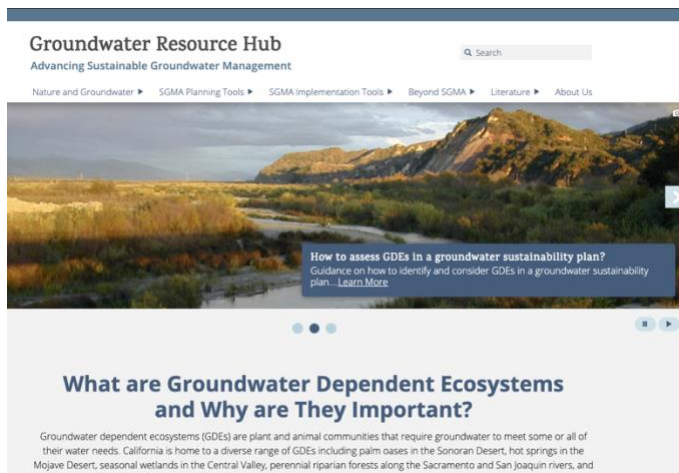 Groundwater Resource Hub
Search
Advancing Sustainable Groundwater Management
Nature and Groundwater ▶ SGMA Planning Tools ▶ SGMA Implementation Tools ▶ Beyond SGMA ▶ Literature ▶ About Us
How to assess GDEs in a groundwater sustainability plan?
Guidance on how to identify and consider GDEs in a groundwater sustainability
plan...Learn More
What are Groundwater Dependent Ecosystems
and Why are They Important?
Groundwater dependent ecosystems (GDEs) are plant and animal communities that require groundwater to meet some or all of
their water needs. California is home to a diverse range of GDEs including palm oases in the Sonoran Desert, hot springs in the
Mojave Desert, seasonal wetlands in the Central Valley, perennial riparian forests along the Sacramento and San Joaquin rivers, and